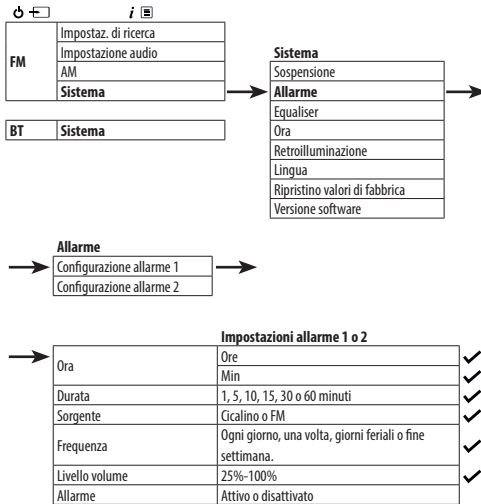 i
FM
Impostaz. di ricerca
Impostazione audio
AM
Sistema
BT
Sistema
Sistema
Sospensione
Allarme
Equaliser
Ora
Retroilluminazione
Lingua
Ripristino valori di fabbrica
Versione software
Allarme
Configurazione allarme 1
Configurazione allarme 2
Impostazioni allarme 1 o 2
Ora
Ore
Min
Durata
1, 5, 10, 15, 30 o 60 minuti
Sorgente
Cicalino o FM
Frequenza
Ogni giorno, una volta, giorni feriali o fine
settimana.
Livello volume
25%-100%
Allarme
Attivo o disattivato